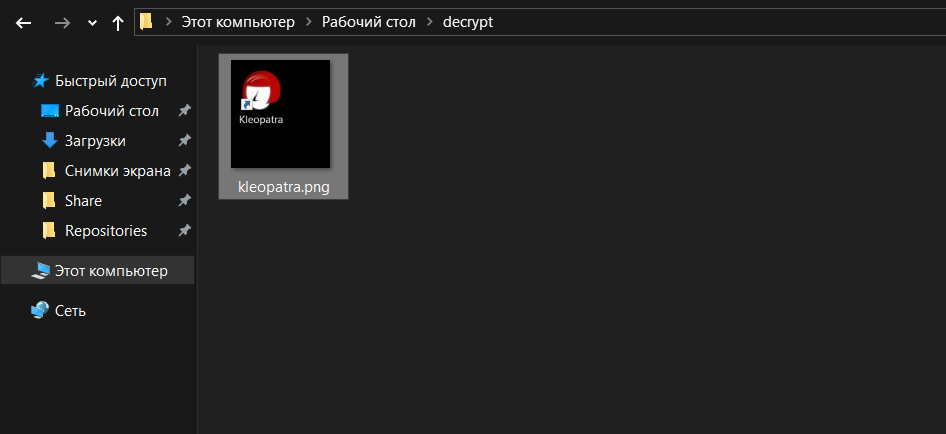 Этот компьютер > Рабочий стол > decrypt
Быстрый доступ
Рабочий стол
Загрузки
Снимки экрана
Share
Repositories
Этот компьютер
Сеть
Kleopatra
kleopatra.png